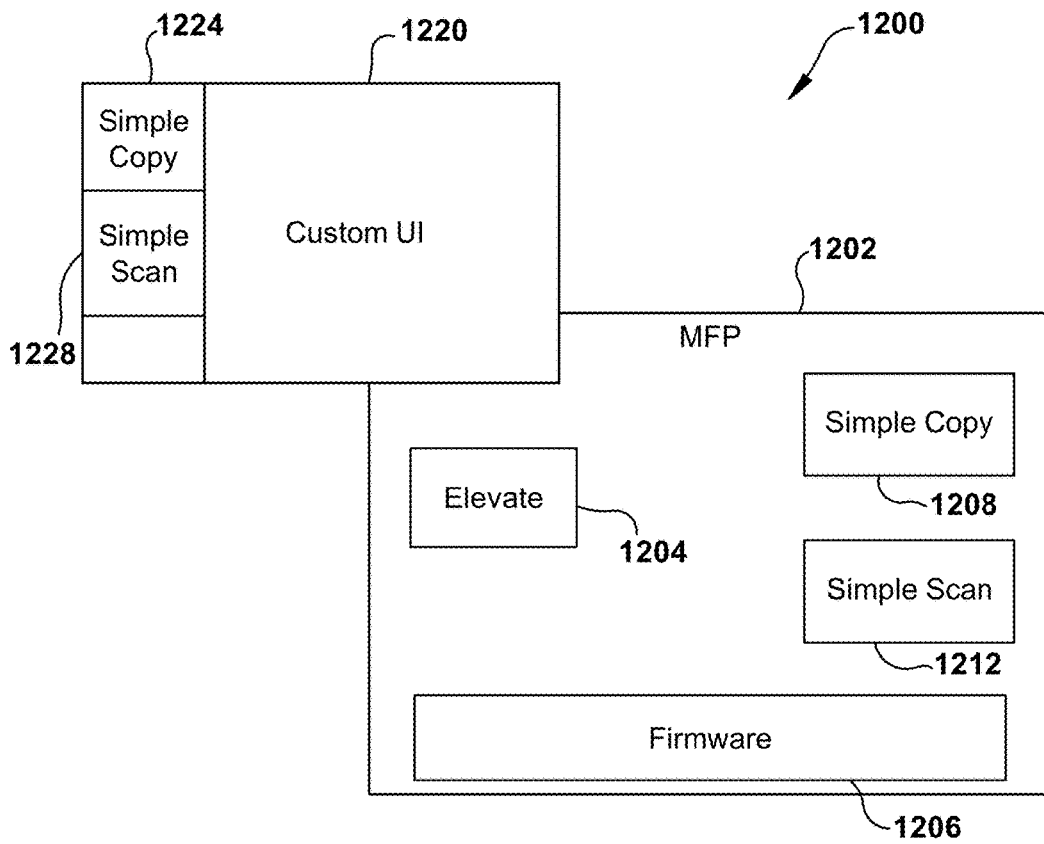 1224
1220
1200
Simple
Copy
Simple
Scan
Custom UI
1228
1202
MFP
Simple Copy
1208
Elevate
1204
Simple Scan
1212
Firmware
1206